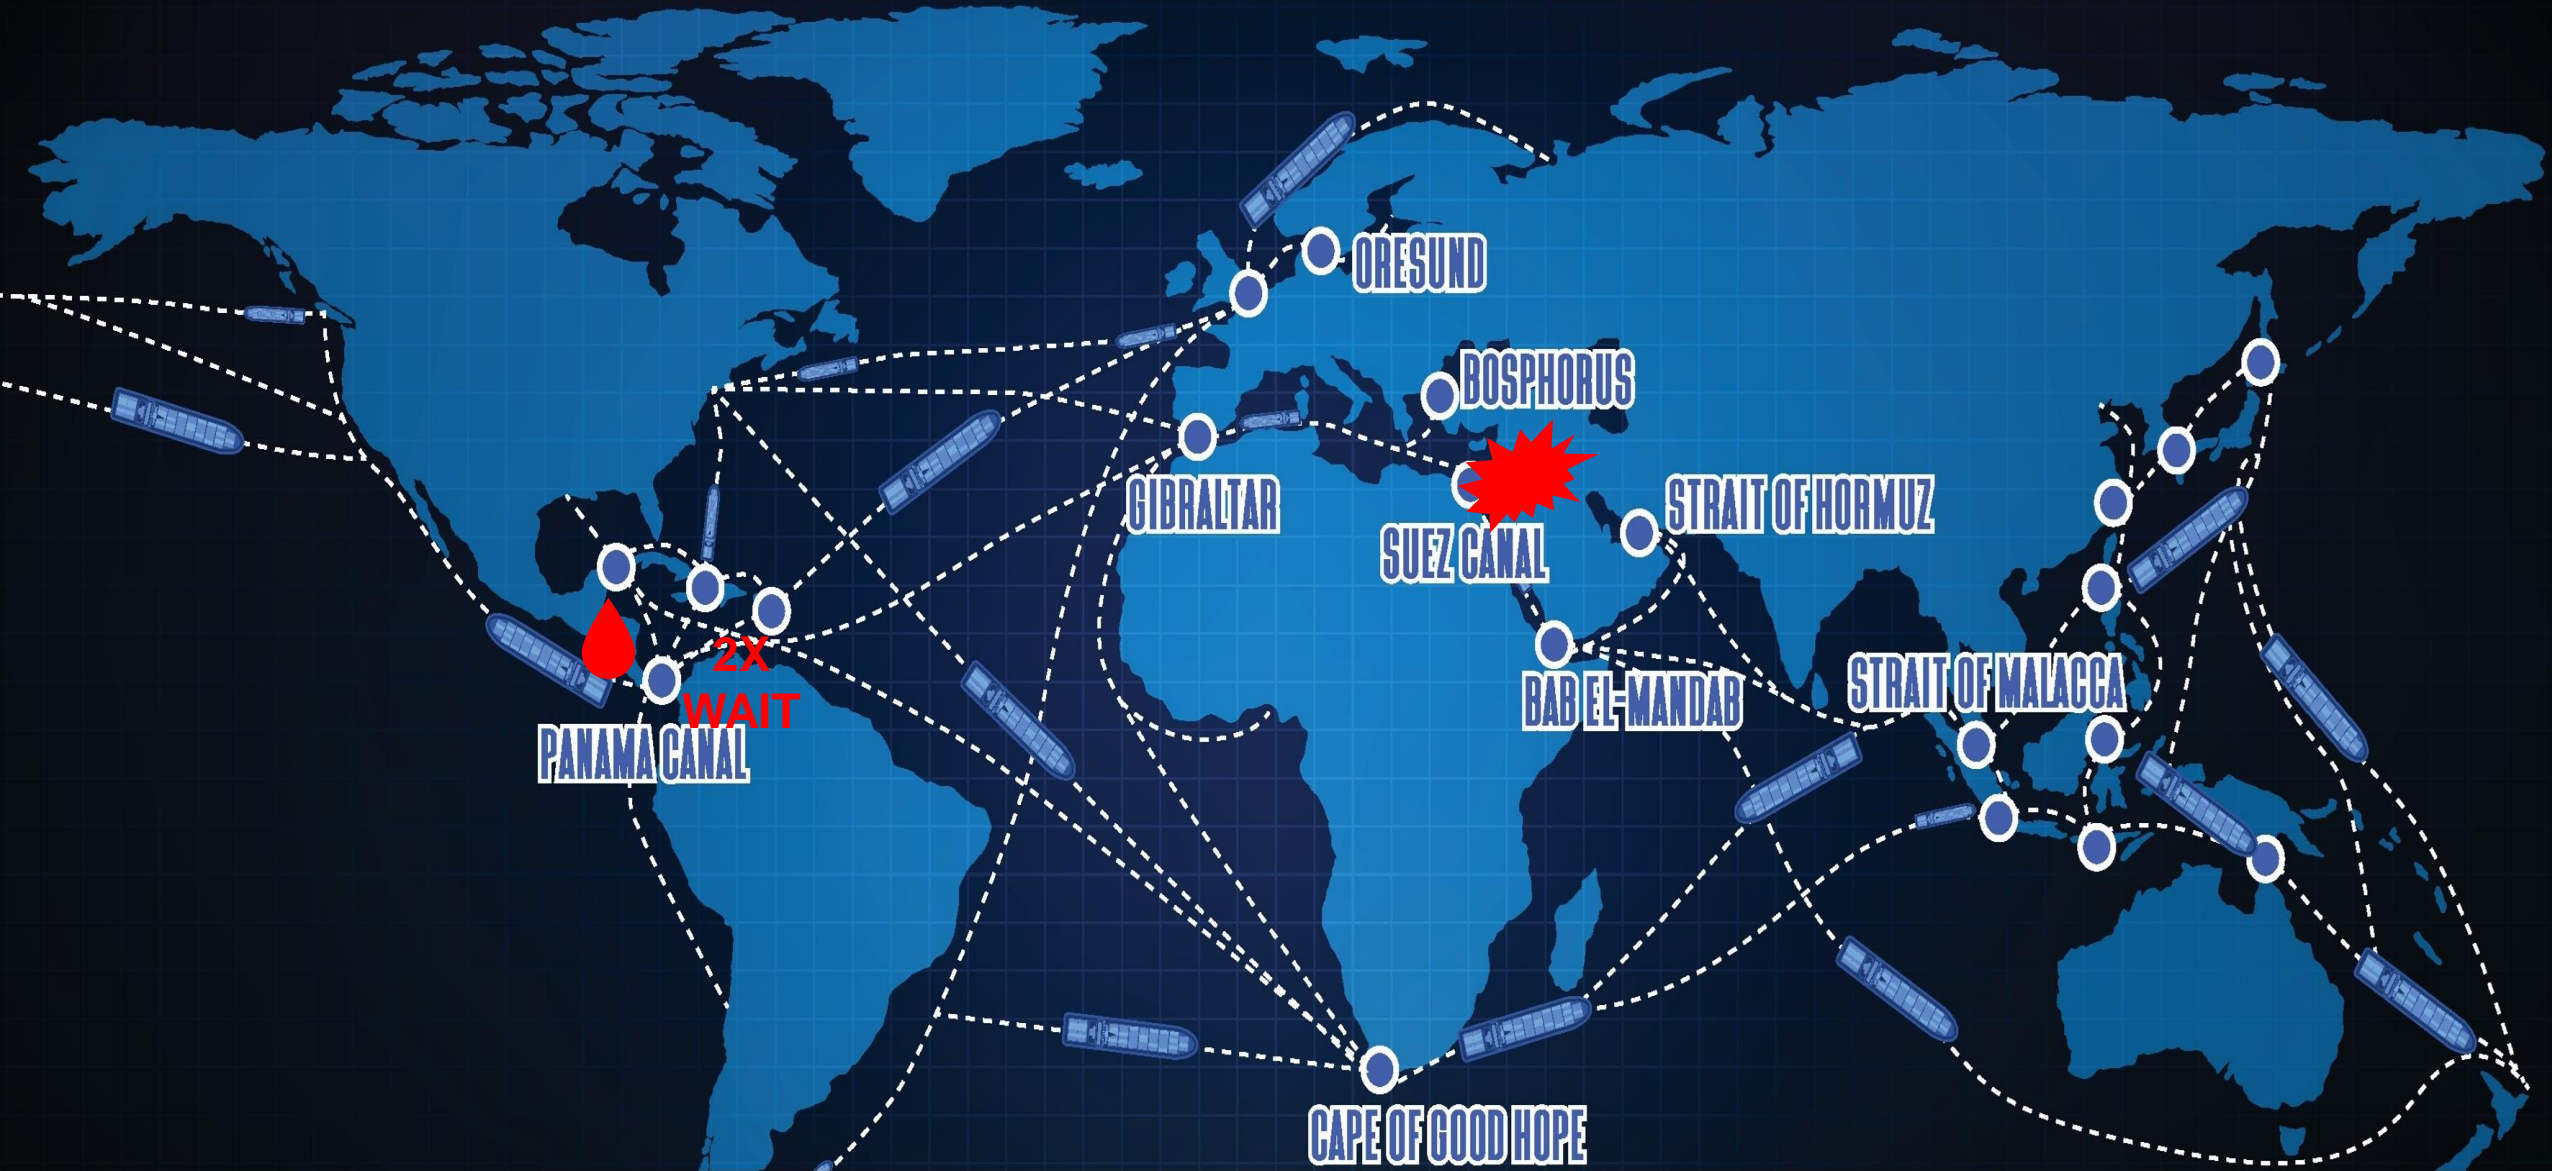 ORESUND
BOSPHORUS
GIBRALTAR
STRAIT OF HORMUZ
SUEZ CANAL
2X
WAIT
BAB EL-MANDAB
STRAIT OF MALACCA
PANAMA CANAL
CAPE OF GOOD HOPE